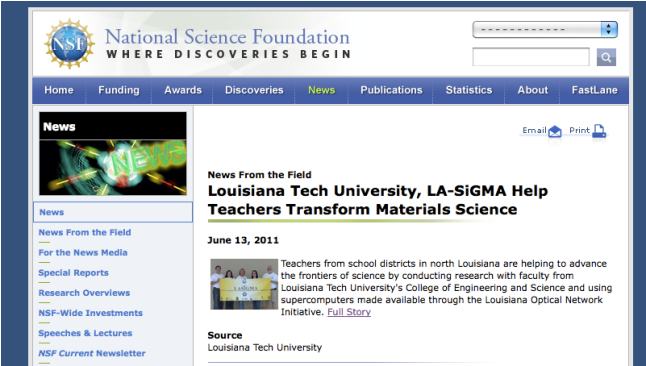 National Science Foundation
WHERE DISCOVERIES BEGIN
NSF
------------
Home Funding Awards Discoveries News Publications Statistics About FastLane
News
NEWS
Email Print
News
News From the Field
For the News Media
Special Reports
Research Overviews
NSF-Wide Investments
Speeches & Lectures
NSF Current Newsletter
News From the Field
Louisiana Tech University, LA-SiGMA Help
Teachers Transform Materials Science
June 13, 2011
Teachers from school districts in north Louisiana are helping to advance
the frontiers of science by conducting research with faculty from
Louisiana Tech University's College of Engineering and Science and using
supercomputers made available through the Louisiana Optical Network
Initiative. Full Story
LA-SiGMA
Source
Louisiana Tech University